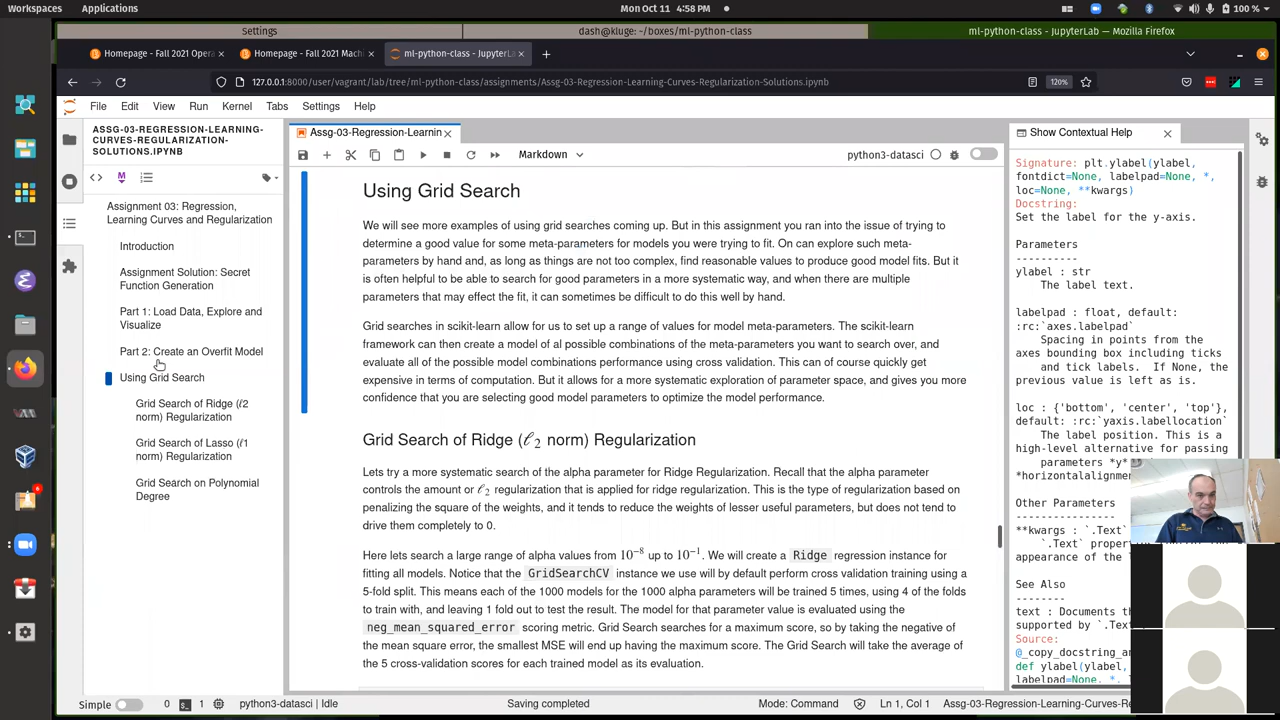 Workspaces Applications Mon Oct 11 4:58 PM 100 %
Settings dash@kluge: ~/boxes/ml-python-class ml-python-class - JupyterLab — Mozilla Firefox
Homepage - Fall 2021 Opera Homepage - Fall 2021 Machi ml-python-class - JupyterLab
127.0.0.1:8000/user/vagrant/lab/tree/ml-python-class/assignments/Assg-03-Regression-Learning-Curves-Regularization-Solutions.ipynb 120%
File Edit View Run Kernel Tabs Settings Help
ASSG-03-REGRESSION-LEARNING-
CURVES-REGULARIZATION-
SOLUTIONS.IPYNB
Assignment 03: Regression,
Learning Curves and Regularization
Introduction
Assignment Solution: Secret
Function Generation
Part 1: Load Data, Explore and
Visualize
Part 2: Create an Overfit Model
Using Grid Search
Grid Search of Ridge (ℓ2
norm) Regularization
Grid Search of Lasso (ℓ1
norm) Regularization
Grid Search on Polynomial
Degree
Assg-03-Regression-Learnin
Markdown python3-datasci
Using Grid Search
We will see more examples of using grid searches coming up. But in this assignment you ran into the issue of trying to
determine a good value for some meta-parameters for models you were trying to fit. On can explore such meta-
parameters by hand and, as long as things are not too complex, find reasonable values to produce good model fits. But it
is often helpful to be able to search for good parameters in a more systematic way, and when there are multiple
parameters that may effect the fit, it can sometimes be difficult to do this well by hand.
Grid searches in scikit-learn allow for us to set up a range of values for model meta-parameters. The scikit-learn
framework can then create a model of al possible combinations of the meta-parameters you want to search over, and
evaluate all of the possible model combinations performance using cross validation. This can of course quickly get
expensive in terms of computation. But it allows for a more systematic exploration of parameter space, and gives you more
confidence that you are selecting good model parameters to optimize the model performance.
Grid Search of Ridge (ℓ2 norm) Regularization
Lets try a more systematic search of the alpha parameter for Ridge Regularization. Recall that the alpha parameter
controls the amount or ℓ2 regularization that is applied for ridge regularization. This is the type of regularization based on
penalizing the square of the weights, and it tends to reduce the weights of lesser useful parameters, but does not tend to
drive them completely to 0.
Here lets search a large range of alpha values from 10⁻⁸ up to 10⁻¹. We will create a Ridge regression instance for
fitting all models. Notice that the GridSearchCV instance we use will by default perform cross validation training using a
5-fold split. This means each of the 1000 models for the 1000 alpha parameters will be trained 5 times, using 4 of the folds
to train with, and leaving 1 fold out to test the result. The model for that parameter value is evaluated using the
neg_mean_squared_error scoring metric. Grid Search searches for a maximum score, so by taking the negative of
the mean square error, the smallest MSE will end up having the maximum score. The Grid Search will take the average of
the 5 cross-validation scores for each trained model as its evaluation.
Show Contextual Help
Signature: plt.ylabel(ylabel,
fontdict=None, labelpad=None, *,
loc=None, **kwargs)
Docstring:
Set the label for the y-axis.
Parameters
----------
ylabel : str
The label text.
labelpad : float, default:
:rc:`axes.labelpad`
Spacing in points from the
axes bounding box including ticks
and tick labels. If None, the
previous value is left as is.
loc : {'bottom', 'center', 'top'},
default: :rc:`yaxis.labellocation`
The label position. This is a
high-level alternative for passing
parameters *y*
*horizontalalignmen
Other Parameters
----------------
**kwargs : `.Text`
`.Text` proper
appearance of the
See Also
--------
text : Documents th
supported by `.Text
Source:
@_copy_docstring_an
def ylabel(ylabel,
labelpad=None, *,
Simple 0 1 python3-datasci | Idle Saving completed Mode: Command Ln 1, Col 1 Assg-03-Regression-Learning-Curves-Re